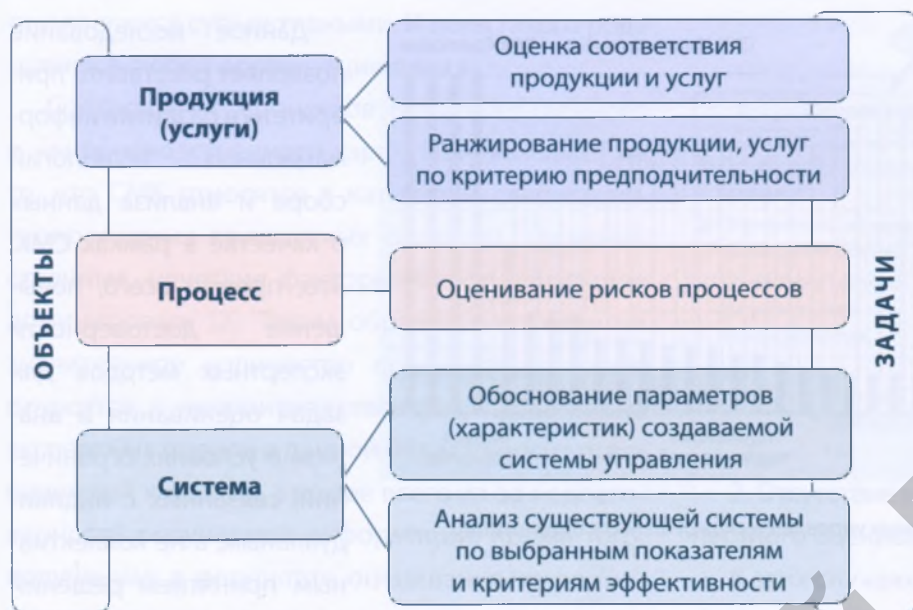 ОБЪЕКТЫ
Продукция
(услуги)
Оценка соответствия
продукции и услуг
Ранжирование продукции, услуг
по критерию предпочтительности
Процесс
Оценивание рисков процессов
Система
Обоснование параметров
(характеристик) создаваемой
системы управления
Анализ существующей системы
по выбранным показателям
и критериям эффективности
ЗАДАЧИ